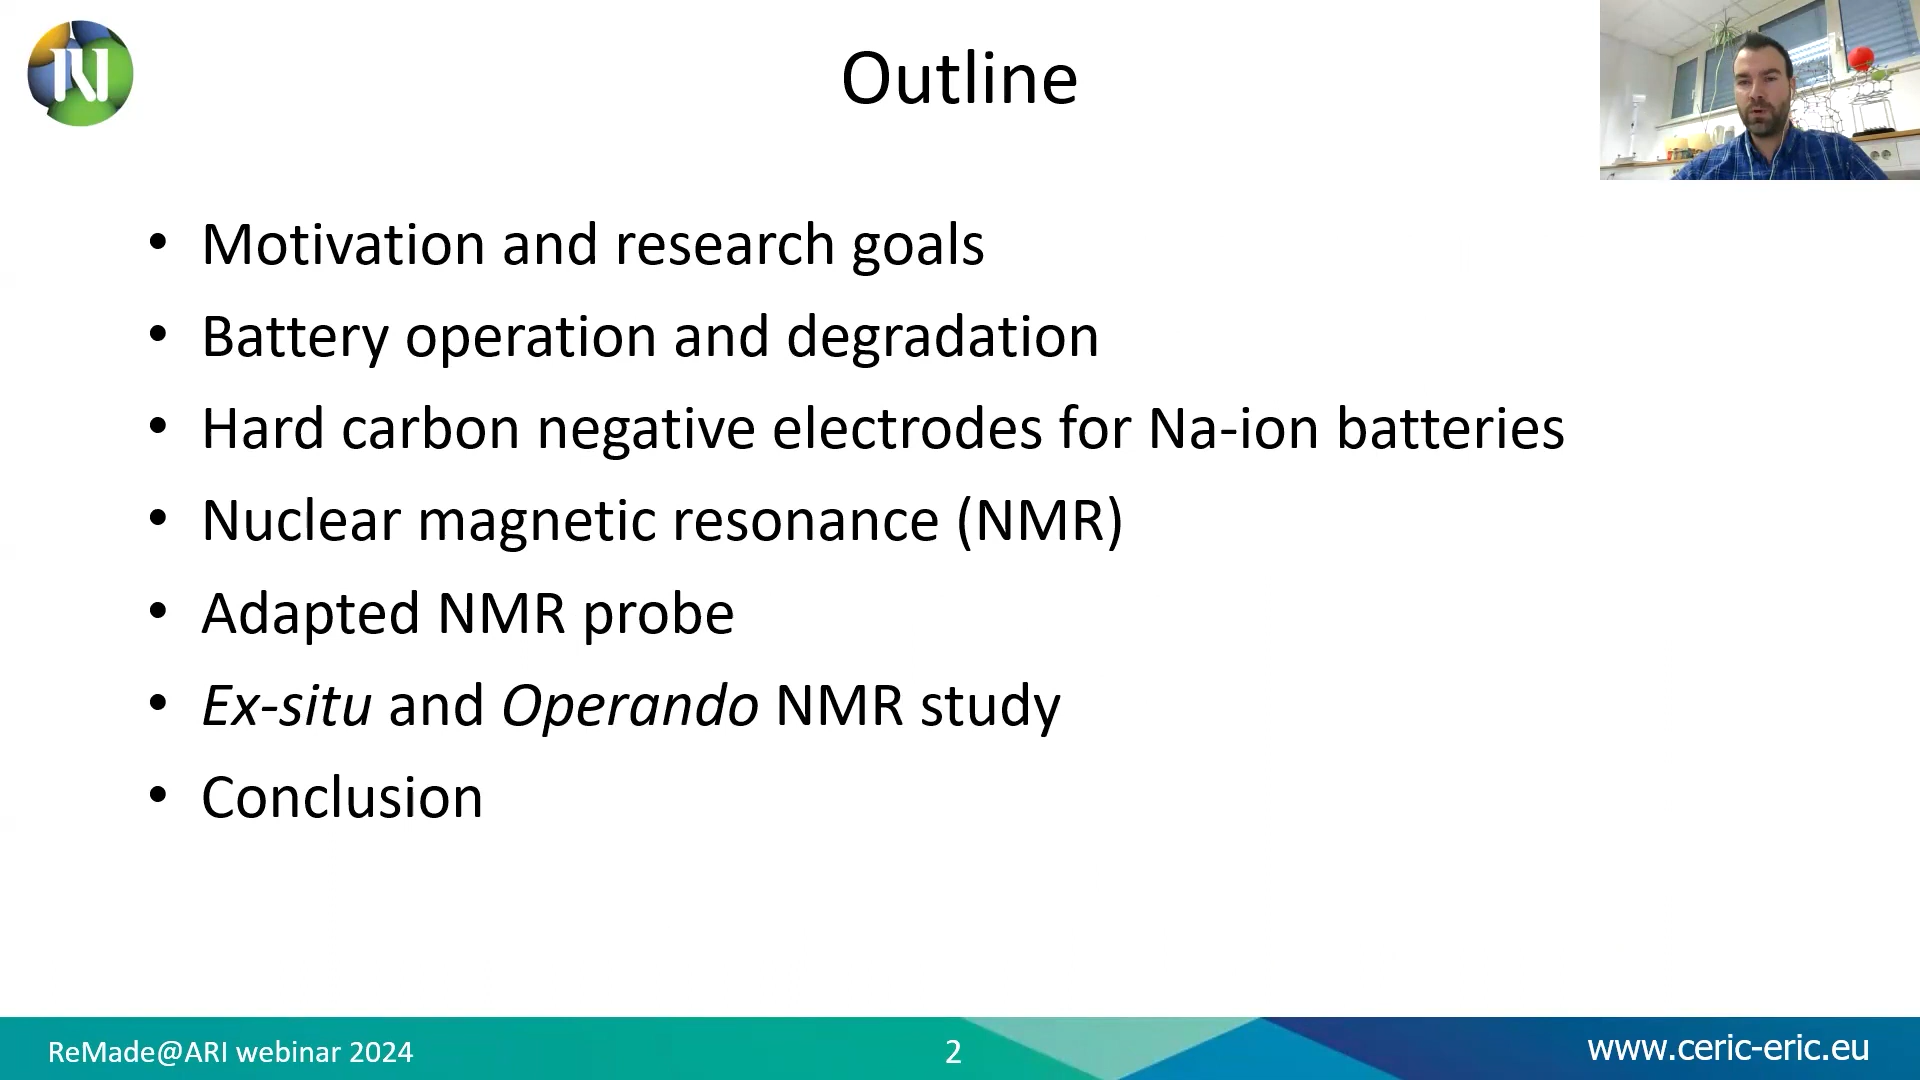 Outline
• Motivation and research goals
• Battery operation and degradation
• Hard carbon negative electrodes for Na-ion batteries
• Nuclear magnetic resonance (NMR)
• Adapted NMR probe
• Ex-situ and Operando NMR study
• Conclusion
ReMade@ARI webinar 2024
2
www.ceric-eric.eu